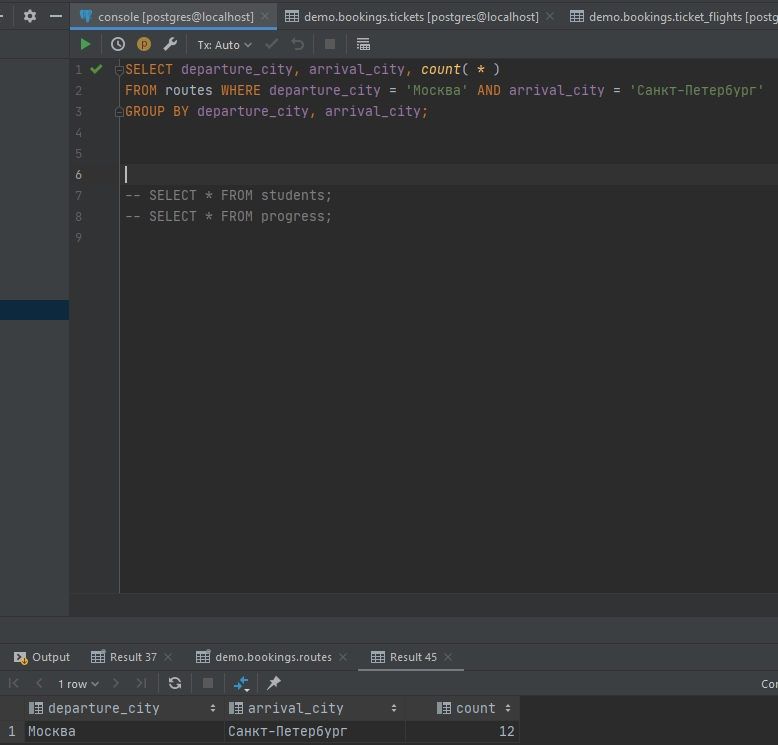 console [postgres@localhost] demo.bookings.tickets [postgres@localhost] demo.bookings.ticket_flights [postg
Tx: Auto
1 SELECT departure_city, arrival_city, count( * )
2 FROM routes WHERE departure_city = 'Москва' AND arrival_city = 'Санкт-Петербург'
3 GROUP BY departure_city, arrival_city;
4
5
6
7 -- SELECT * FROM students;
8 -- SELECT * FROM progress;
9
Output Result 37 demo.bookings.routes Result 45
1 row Cor
departure_city arrival_city count
1 Москва Санкт-Петербург 12